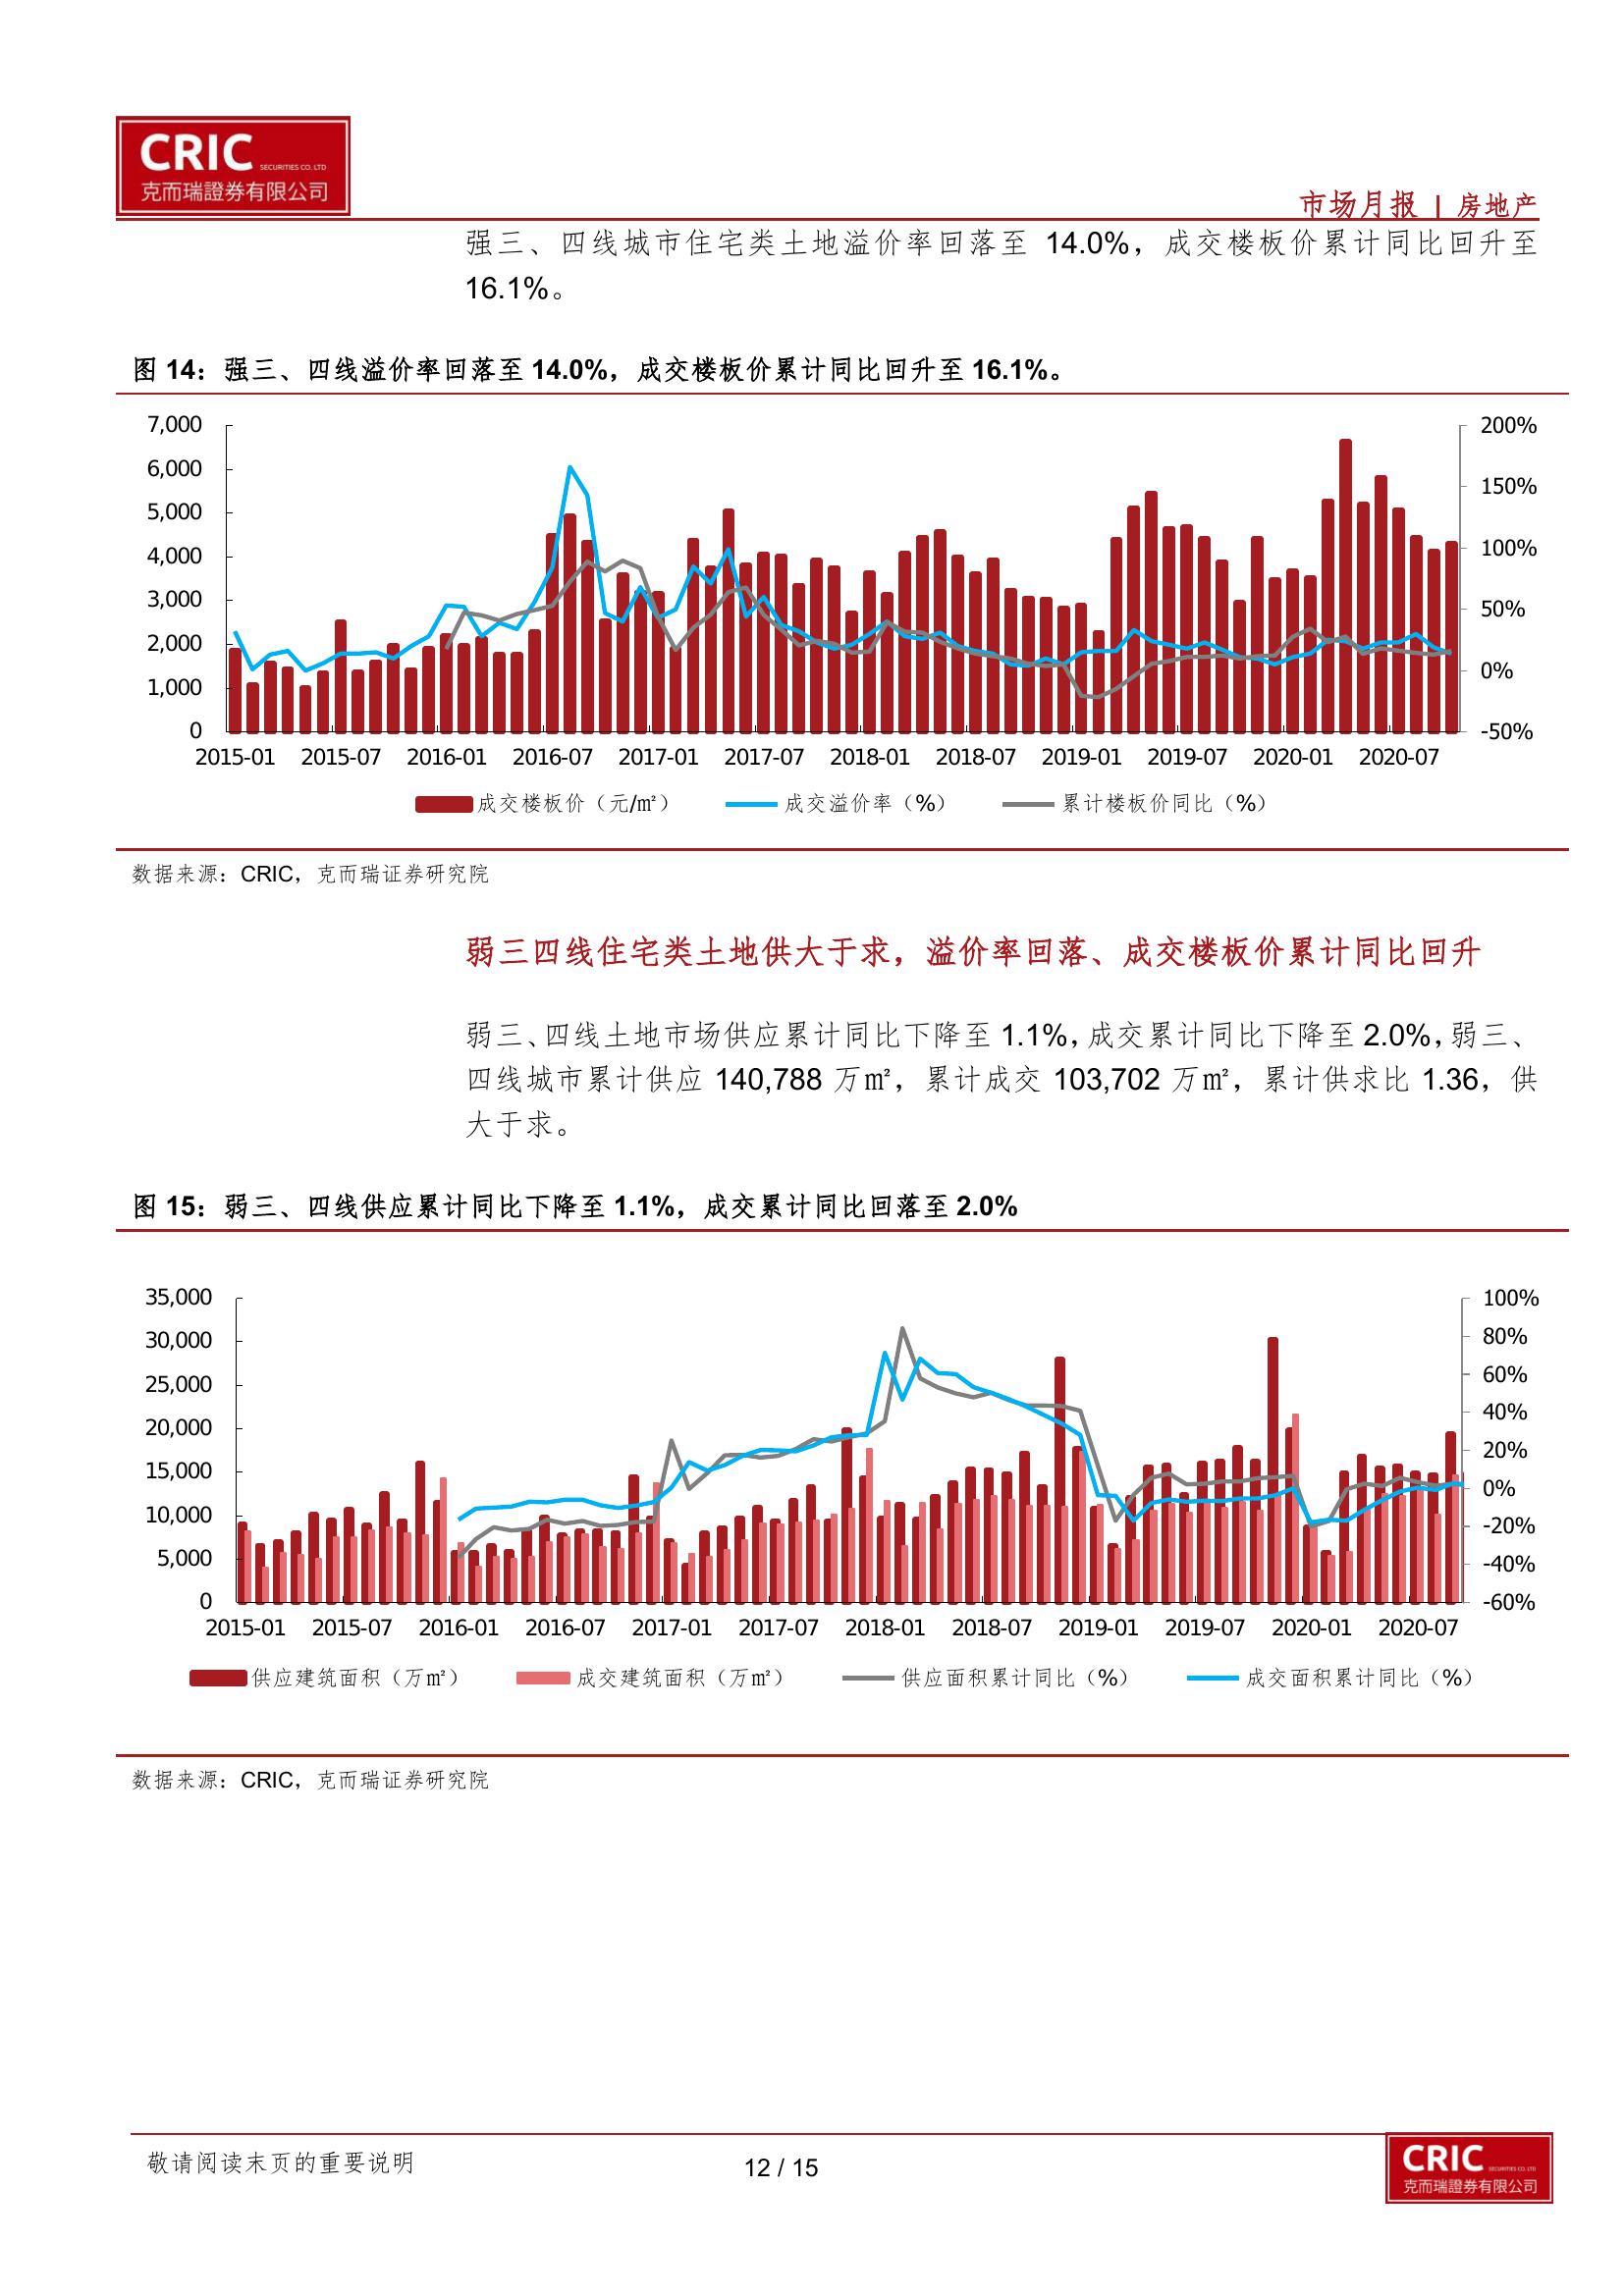 CRIC SECURITIES CO. LTD
克而瑞證券有限公司
市场月报 | 房地产
强三、四线城市住宅类土地溢价率回落至 14.0%，成交楼板价累计同比回升至
16.1%。
图 14：强三、四线溢价率回落至 14.0%，成交楼板价累计同比回升至 16.1%。
7,000 200%
6,000 150%
5,000
4,000 100%
3,000 50%
2,000
1,000 0%
0 -50%
2015-01 2015-07 2016-01 2016-07 2017-01 2017-07 2018-01 2018-07 2019-01 2019-07 2020-01 2020-07
成交楼板价（元/㎡） 成交溢价率（%） 累计楼板价同比（%）
数据来源：CRIC，克而瑞证券研究院
弱三四线住宅类土地供大于求，溢价率回落、成交楼板价累计同比回升
弱三、四线土地市场供应累计同比下降至 1.1%，成交累计同比下降至 2.0%，弱三、
四线城市累计供应 140,788 万㎡，累计成交 103,702 万㎡，累计供求比 1.36，供
大于求。
图 15：弱三、四线供应累计同比下降至 1.1%，成交累计同比回落至 2.0%
35,000 100%
30,000 80%
25,000 60%
20,000 40%
15,000 20%
10,000 0%
5,000 -20%
0 -40%
-60%
2015-01 2015-07 2016-01 2016-07 2017-01 2017-07 2018-01 2018-07 2019-01 2019-07 2020-01 2020-07
供应建筑面积（万㎡） 成交建筑面积（万㎡） 供应面积累计同比（%） 成交面积累计同比（%）
数据来源：CRIC，克而瑞证券研究院
敬请阅读末页的重要说明
12 / 15
CRIC SECURITIES CO. LTD
克而瑞證券有限公司